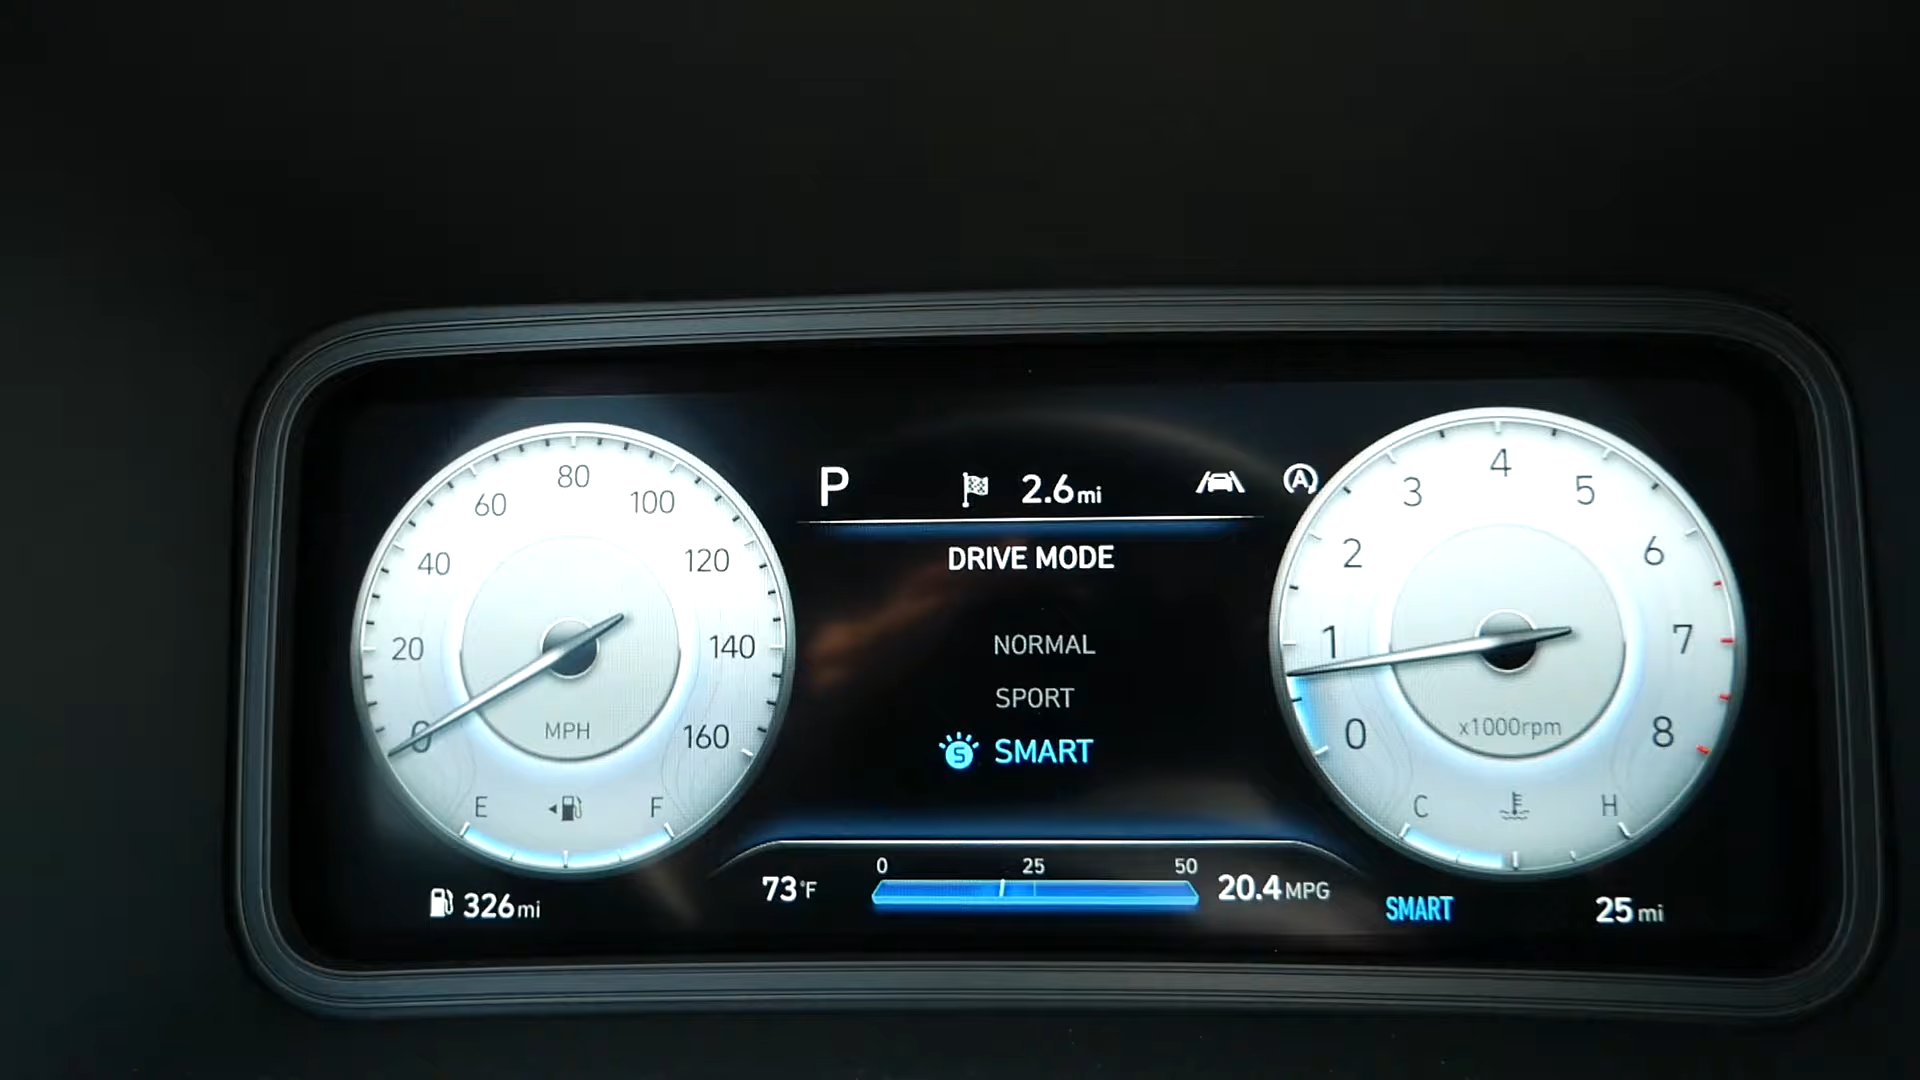 80
60
100
40
120
20
140
0
160
MPH
E
F
326mi
P
2.6mi
A
DRIVE MODE
NORMAL
SPORT
S SMART
0 25 50
73°F
20.4MPG
4
3
5
2
6
1
7
0
8
x1000rpm
C
H
SMART
25mi